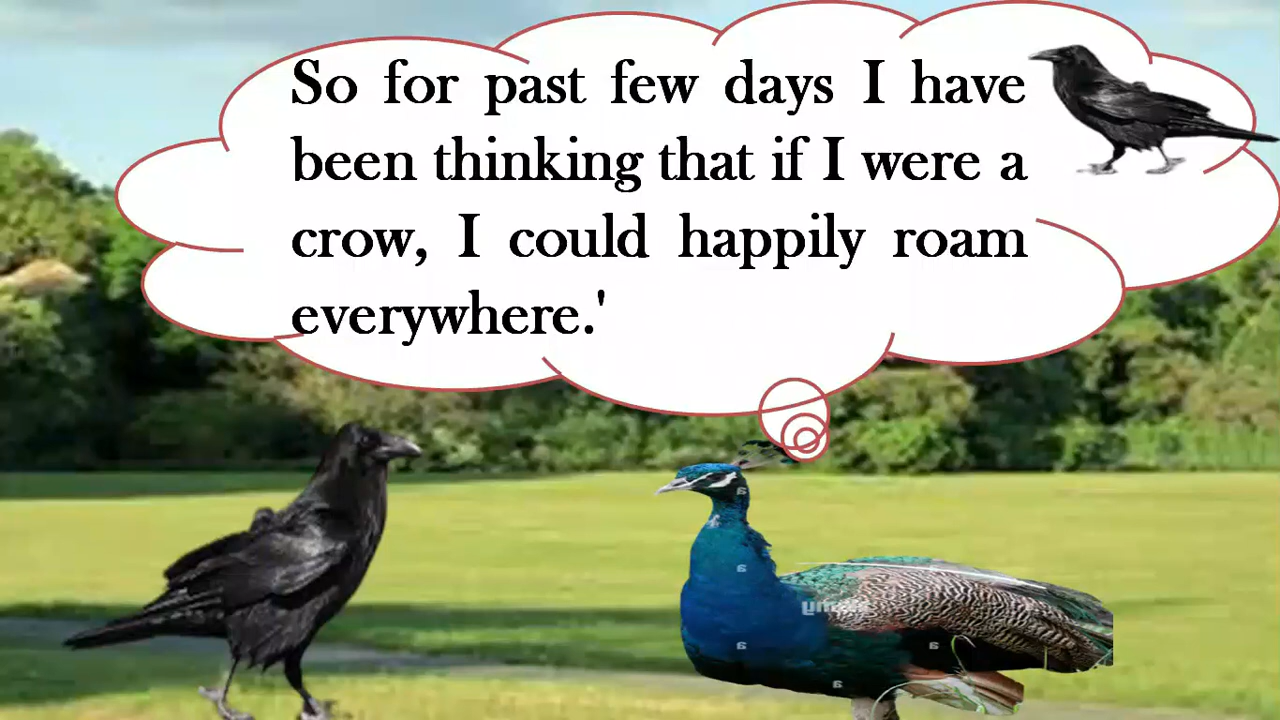 So for past few days I have
been thinking that if I were a
crow, I could happily roam
everywhere.'
a
a
a
a
a